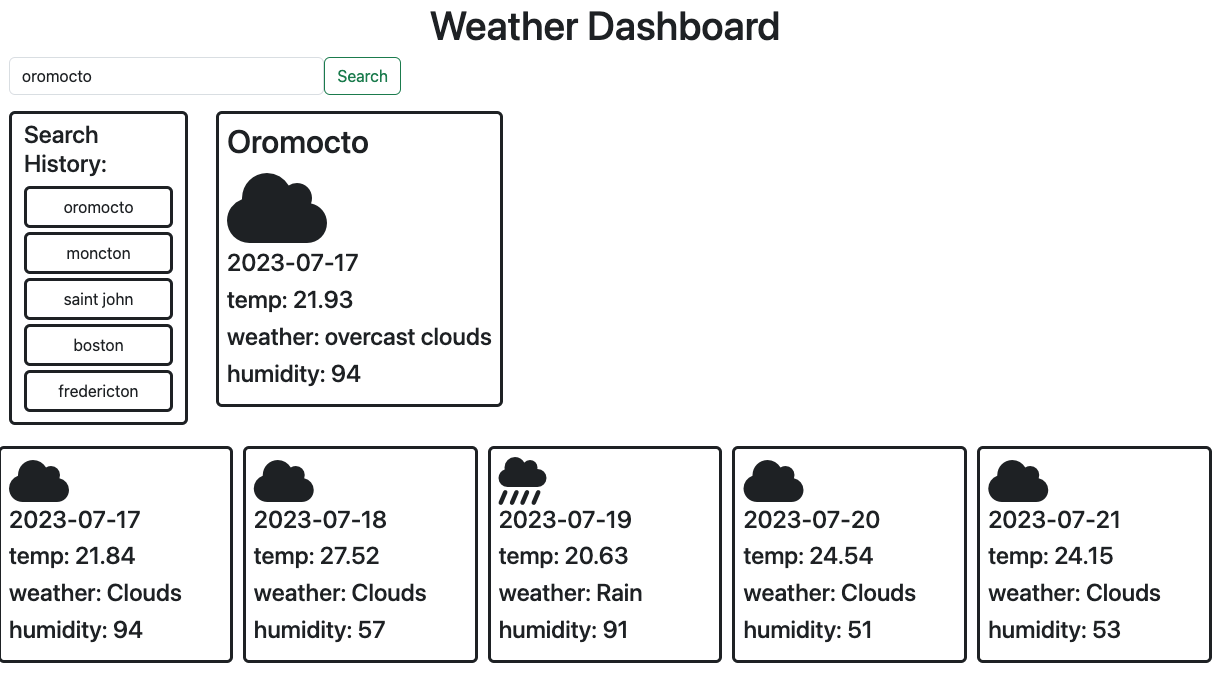 Weather Dashboard
oromocto
Search
Search
History:
oromocto
moncton
saint john
boston
fredericton
Oromocto
2023-07-17
temp: 21.93
weather: overcast clouds
humidity: 94
2023-07-17
temp: 21.84
weather: Clouds
humidity: 94
2023-07-18
temp: 27.52
weather: Clouds
humidity: 57
2023-07-19
temp: 20.63
weather: Rain
humidity: 91
2023-07-20
temp: 24.54
weather: Clouds
humidity: 51
2023-07-21
temp: 24.15
weather: Clouds
humidity: 53